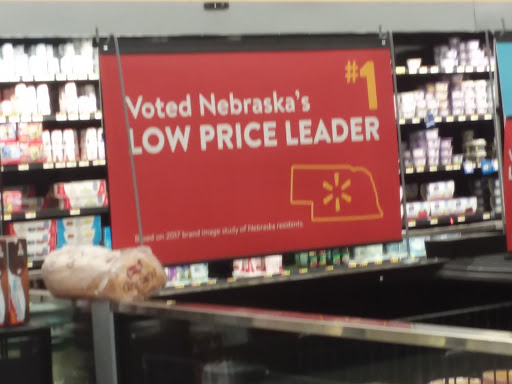 #1
Voted Nebraska's
LOW PRICE LEADER
Based on 2017 brand image study of Nebraska residents.